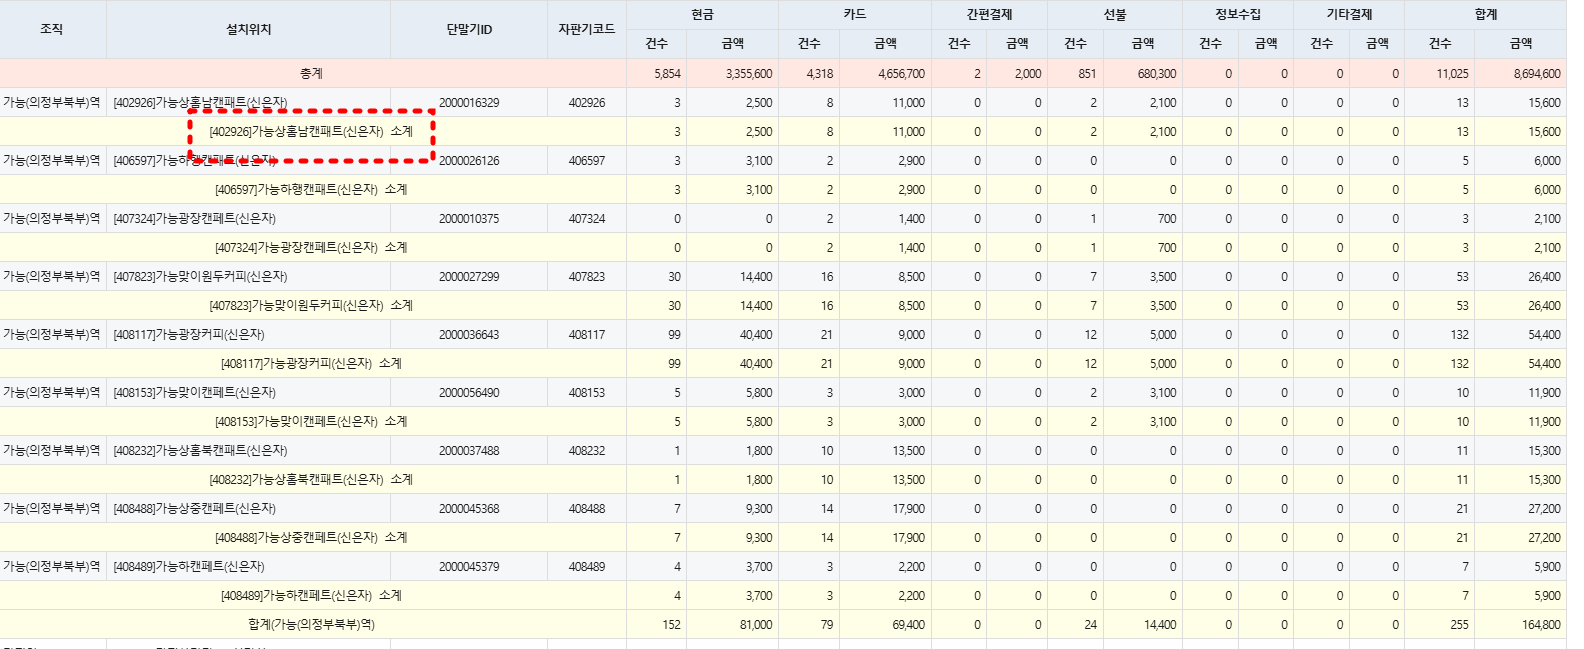 조직 설치위치 단말기ID 자판기코드 현금 카드 간편결제 선불 정보수집 기타결제 합계
건수 금액 건수 금액 건수 금액 건수 금액 건수 금액 건수 금액 건수 금액
총계 5,854 3,355,600 4,318 4,656,700 2 2,000 851 680,300 0 0 0 0 11,025 8,694,600
가능(의정부북부)역 [402926]가능상홈남캔패트(신은자) 2000016329 402926 3 2,500 8 11,000 0 0 2 2,100 0 0 0 0 13 15,600
[402926]가능상홈남캔패트(신은자) 소계 3 2,500 8 11,000 0 0 2 2,100 0 0 0 0 13 15,600
가능(의정부북부)역 [406597]가능하행캔패트(신은자) 2000026126 406597 3 3,100 2 2,900 0 0 0 0 0 0 0 0 5 6,000
[406597]가능하행캔패트(신은자) 소계 3 3,100 2 2,900 0 0 0 0 0 0 0 0 5 6,000
가능(의정부북부)역 [407324]가능광장캔페트(신은자) 2000010375 407324 0 0 2 1,400 0 0 1 700 0 0 0 0 3 2,100
[407324]가능광장캔페트(신은자) 소계 0 0 2 1,400 0 0 1 700 0 0 0 0 3 2,100
가능(의정부북부)역 [407823]가능맞이원두커피(신은자) 2000027299 407823 30 14,400 16 8,500 0 0 7 3,500 0 0 0 0 53 26,400
[407823]가능맞이원두커피(신은자) 소계 30 14,400 16 8,500 0 0 7 3,500 0 0 0 0 53 26,400
가능(의정부북부)역 [408117]가능광장커피(신은자) 2000036643 408117 99 40,400 21 9,000 0 0 12 5,000 0 0 0 0 132 54,400
[408117]가능광장커피(신은자) 소계 99 40,400 21 9,000 0 0 12 5,000 0 0 0 0 132 54,400
가능(의정부북부)역 [408153]가능맞이캔페트(신은자) 2000056490 408153 5 5,800 3 3,000 0 0 2 3,100 0 0 0 0 10 11,900
[408153]가능맞이캔페트(신은자) 소계 5 5,800 3 3,000 0 0 2 3,100 0 0 0 0 10 11,900
가능(의정부북부)역 [408232]가능상홈북캔패트(신은자) 2000037488 408232 1 1,800 10 13,500 0 0 0 0 0 0 0 0 11 15,300
[408232]가능상홈북캔패트(신은자) 소계 1 1,800 10 13,500 0 0 0 0 0 0 0 0 11 15,300
가능(의정부북부)역 [408488]가능상중캔페트(신은자) 2000045368 408488 7 9,300 14 17,900 0 0 0 0 0 0 0 0 21 27,200
[408488]가능상중캔페트(신은자) 소계 7 9,300 14 17,900 0 0 0 0 0 0 0 0 21 27,200
가능(의정부북부)역 [408489]가능하캔페트(신은자) 2000045379 408489 4 3,700 3 2,200 0 0 0 0 0 0 0 0 7 5,900
[408489]가능하캔페트(신은자) 소계 4 3,700 3 2,200 0 0 0 0 0 0 0 0 7 5,900
합계(가능(의정부북부)역) 152 81,000 79 69,400 0 0 24 14,400 0 0 0 0 255 164,800